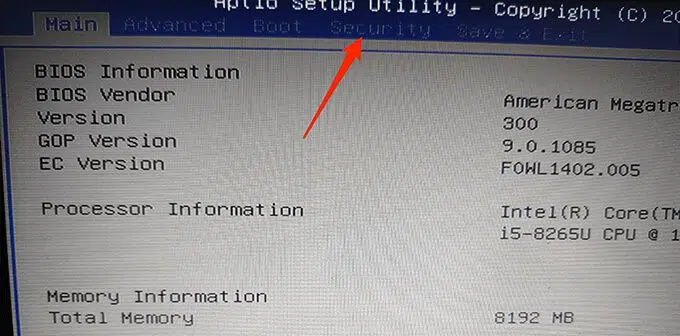 Aptio Setup Utility - Copyright (C) 20
Main Advanced Boot Security Save & Exit
BIOS Information
BIOS Vendor American Megatr
Version 300
GOP Version 9.0.1085
EC Version F0WL1402.005
Processor Information Intel(R) Core(TM
i5-8265U CPU @ 1
Memory Information
Total Memory 8192 MB